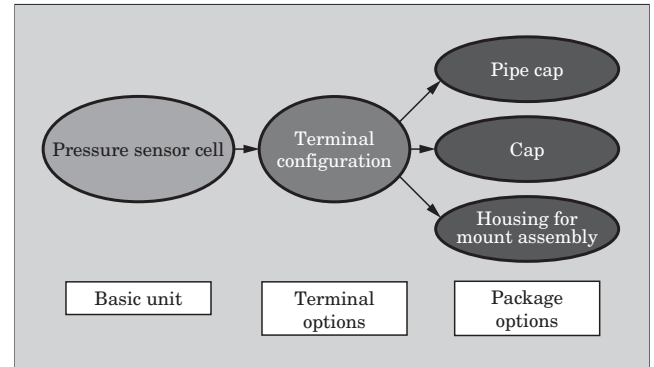 Pressure sensor cell
Terminal
configuration
Pipe cap
Cap
Housing for
mount assembly
Basic unit
Terminal
options
Package
options